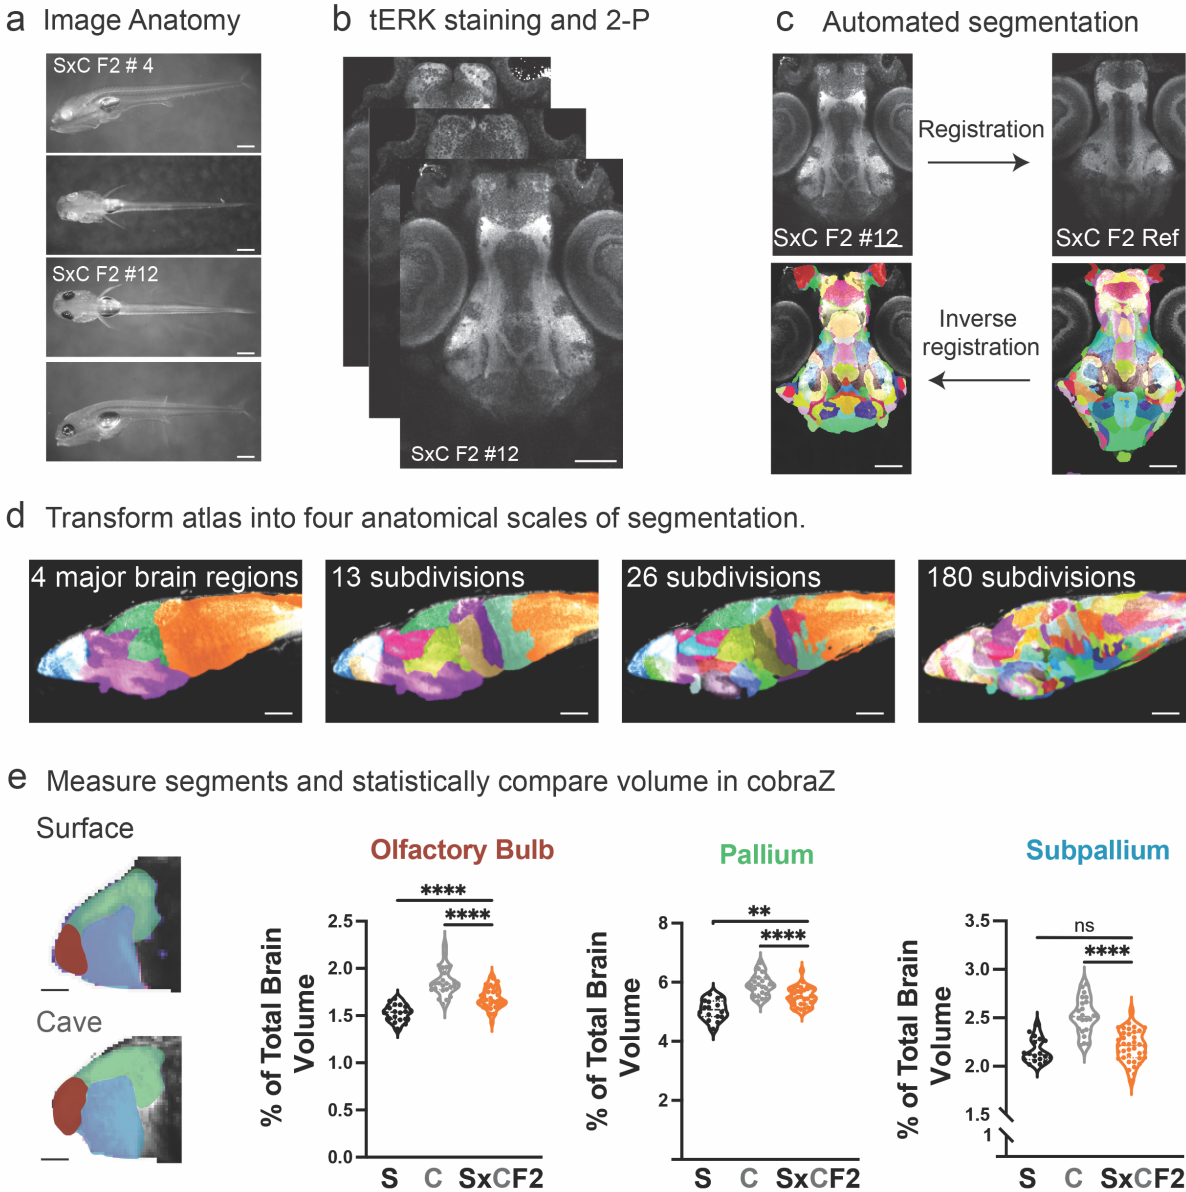 a Image Anatomy
SxC F2 # 4
SxC F2 #12
b tERK staining and 2-P
SxC F2 #12
c Automated segmentation
Registration
SxC F2 #12
SxC F2 Ref
Inverse
registration
d Transform atlas into four anatomical scales of segmentation.
4 major brain regions
13 subdivisions
26 subdivisions
180 subdivisions
e Measure segments and statistically compare volume in cobraZ
Surface
Cave
Olfactory Bulb
****
****
% of Total Brain
Volume
2.5
2.0
1.5
1.0
0.5
0.0
S C SxCF2
Pallium
**
****
% of Total Brain
Volume
8
6
4
2
S C SxCF2
Subpallium
ns
****
% of Total Brain
Volume
3.5
3.0
2.5
2.0
1.5
1
S C SxCF2